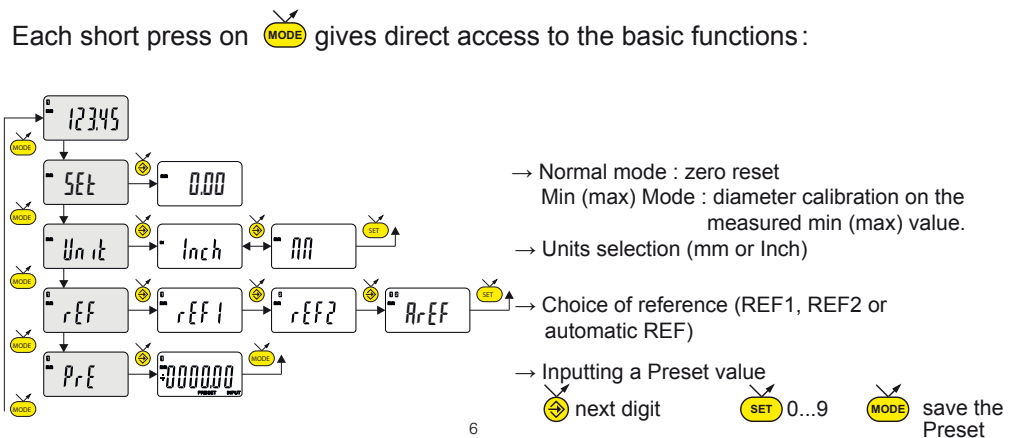 Each short press on MODE gives direct access to the basic functions :
123.45
MODE
SEt
0.00
→ Normal mode : zero reset
Min (max) Mode : diameter calibration on the
measured min (max) value.
MODE
Unit
Inch
MM
SET
→ Units selection (mm or Inch)
MODE
rEF
rEF1
rEF2
ArEF
SET
→ Choice of reference (REF1, REF2 or
automatic REF)
MODE
PrE
0000.00
PRESET INPUT
MODE
→ Inputting a Preset value
next digit SET 0...9 MODE save the
Preset
MODE
6